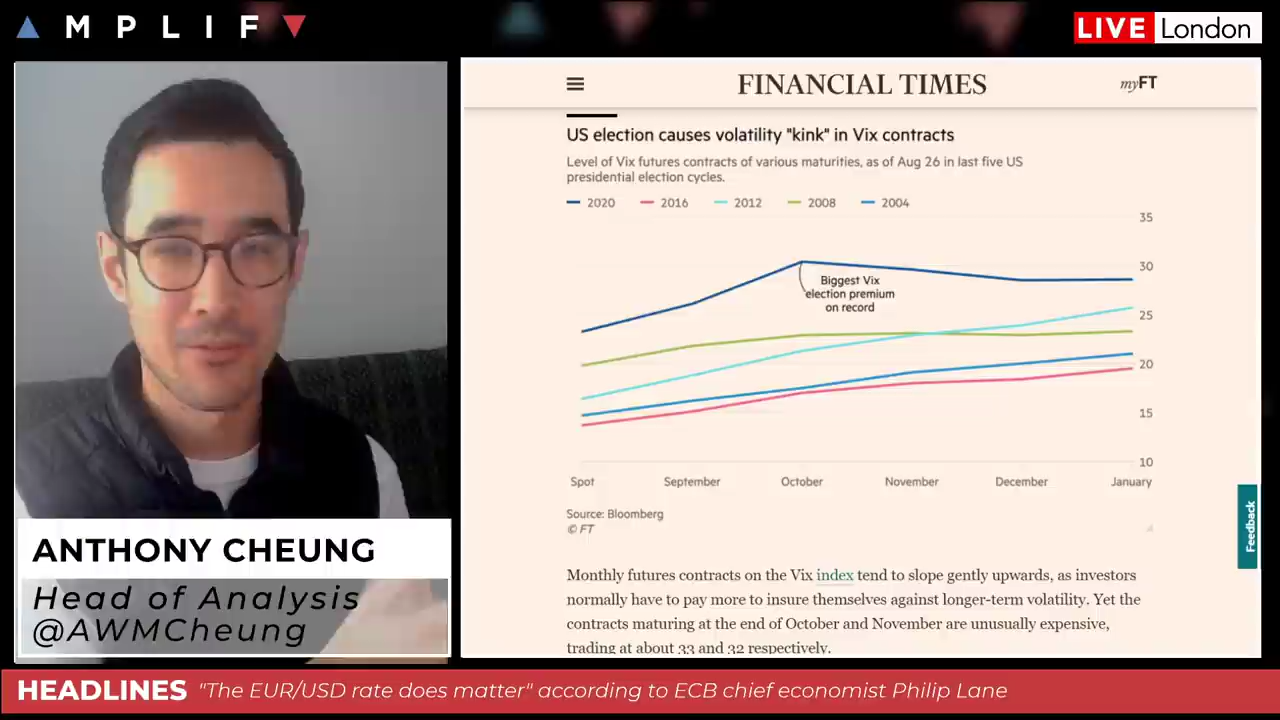 AMPLIFY
LIVE London
FINANCIAL TIMES
myFT
US election causes volatility "kink" in Vix contracts
Level of Vix futures contracts of various maturities, as of Aug 26 in last five US
presidential election cycles.
2020 2016 2012 2008 2004
35
30
25
20
15
10
Biggest Vix
election premium
on record
Spot September October November December January
Source: Bloomberg
© FT
Feedback
Monthly futures contracts on the Vix index tend to slope gently upwards, as investors
normally have to pay more to insure themselves against longer-term volatility. Yet the
contracts maturing at the end of October and November are unusually expensive,
trading at about 33 and 32 respectively.
ANTHONY CHEUNG
Head of Analysis
@AWMCheung
HEADLINES "The EUR/USD rate does matter" according to ECB chief economist Philip Lane